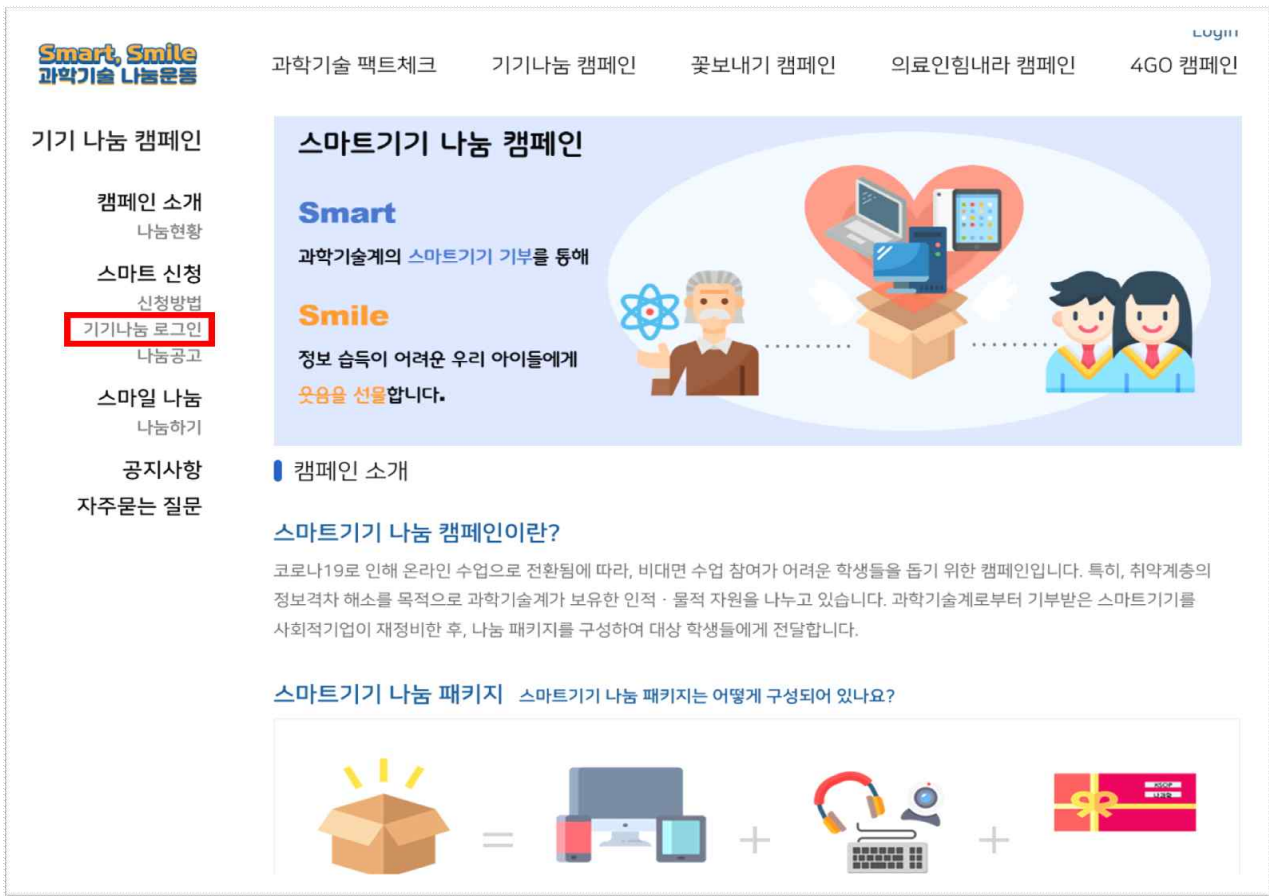 Smart, Smile
과학기술 나눔운동
Login
과학기술 팩트체크 기기나눔 캠페인 꽃보내기 캠페인 의료인힘내라 캠페인 4GO 캠페인
기기 나눔 캠페인
캠페인 소개
나눔현황
스마트 신청
신청방법
기기나눔 로그인
나눔공고
스마일 나눔
나눔하기
공지사항
자주묻는 질문
스마트기기 나눔 캠페인
Smart
과학기술계의 스마트기기 기부를 통해
Smile
정보 습득이 어려운 우리 아이들에게
웃음을 선물합니다.
캠페인 소개
스마트기기 나눔 캠페인이란?
코로나19로 인해 온라인 수업으로 전환됨에 따라, 비대면 수업 참여가 어려운 학생들을 돕기 위한 캠페인입니다. 특히, 취약계층의
정보격차 해소를 목적으로 과학기술계가 보유한 인적 · 물적 자원을 나누고 있습니다. 과학기술계로부터 기부받은 스마트기기를
사회적기업이 재정비한 후, 나눔 패키지를 구성하여 대상 학생들에게 전달합니다.
스마트기기 나눔 패키지 스마트기기 나눔 패키지는 어떻게 구성되어 있나요?
= + +